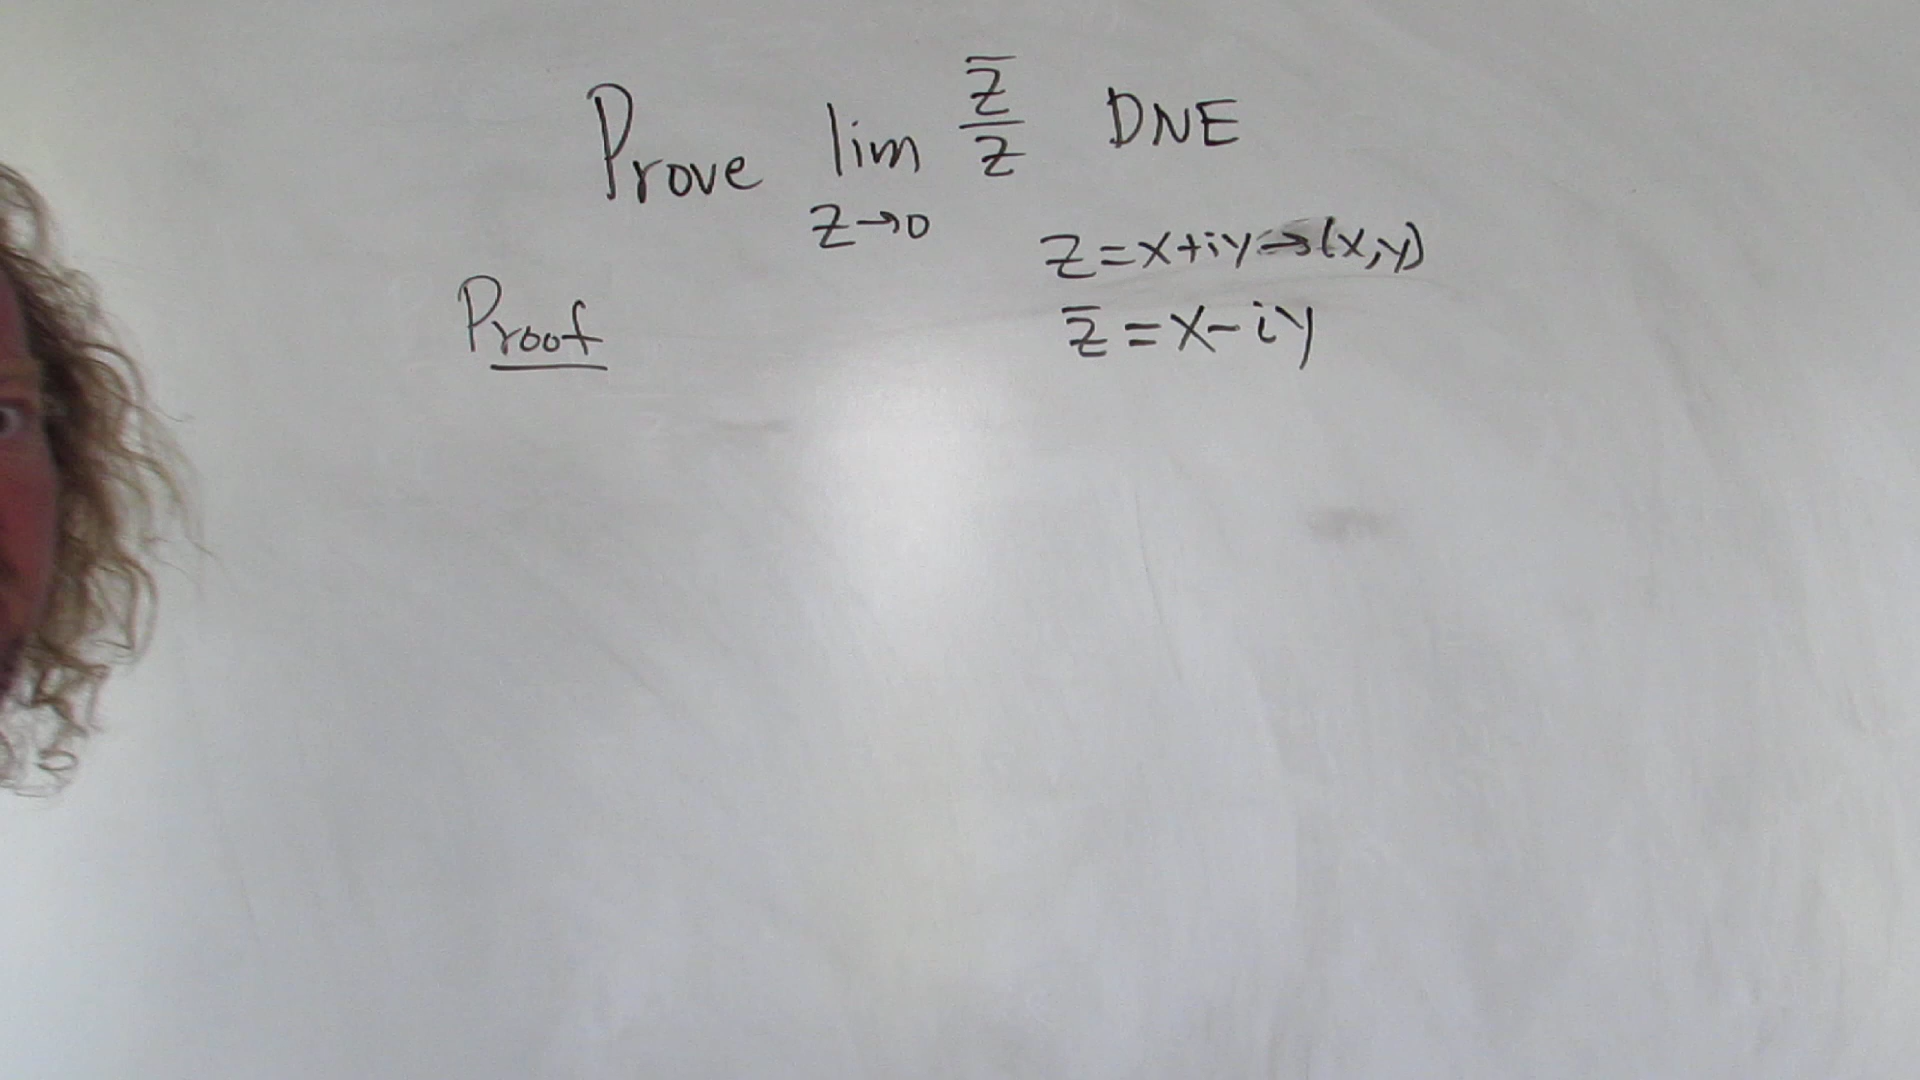 Prove lim z̅/z DNE
z→0
z=x+iy→(x,y)
Proof
z̅=x-iy